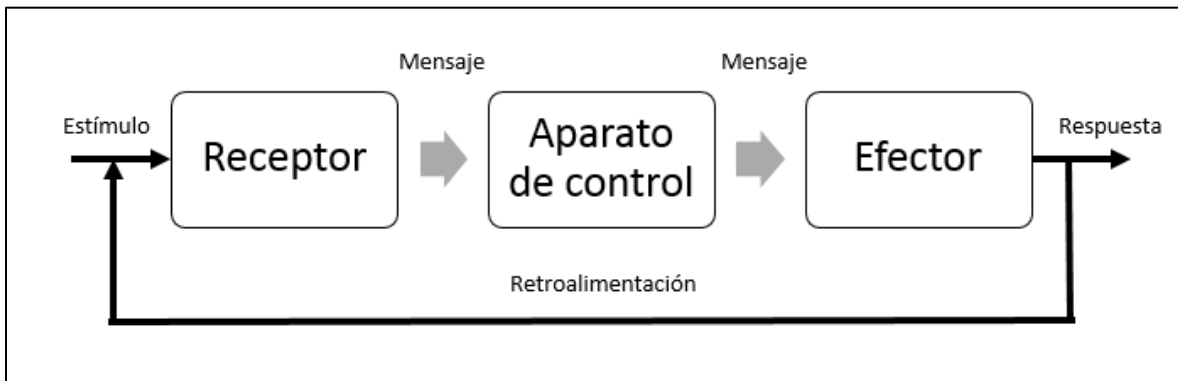 Mensaje
Mensaje
Estímulo
Receptor
Aparato
de control
Efector
Respuesta
Retroalimentación